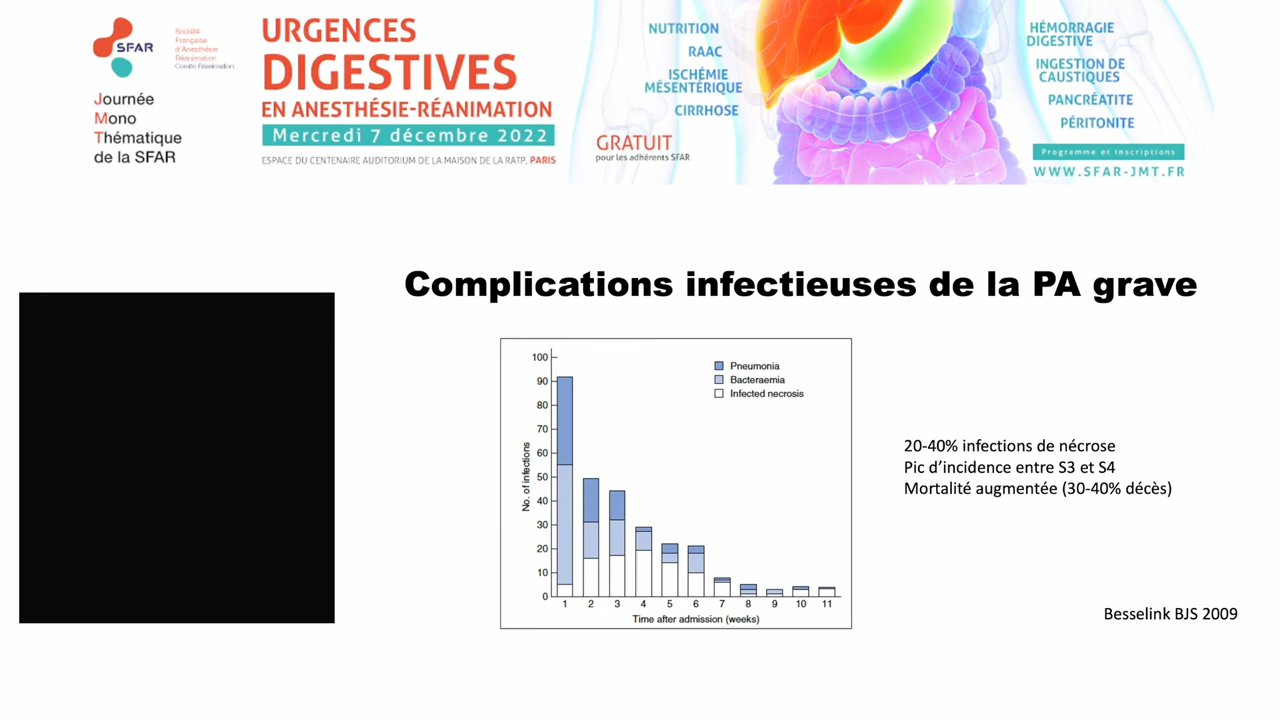 SFAR
Société
Française
d'Anesthésie
Réanimation
Comité Réanimation
Journée
Mono
Thématique
de la SFAR
URGENCES
DIGESTIVES
EN ANESTHÉSIE-RÉANIMATION
Mercredi 7 décembre 2022
ESPACE DU CENTENAIRE AUDITORIUM DE LA MAISON DE LA RATP, PARIS
NUTRITION
RAAC
ISCHÉMIE
MÉSENTÉRIQUE
CIRRHOSE
GRATUIT
pour les adhérents SFAR
HÉMORRAGIE
DIGESTIVE
INGESTION DE
CAUSTIQUES
PANCRÉATITE
PÉRITONITE
Programme et inscriptions
WWW.SFAR-JMT.FR
Complications infectieuses de la PA grave
No. of infections
100
90
80
70
60
50
40
30
20
10
0
Pneumonia
Bacteraemia
Infected necrosis
1 2 3 4 5 6 7 8 9 10 11
Time after admission (weeks)
20-40% infections de nécrose
Pic d'incidence entre S3 et S4
Mortalité augmentée (30-40% décès)
Besselink BJS 2009